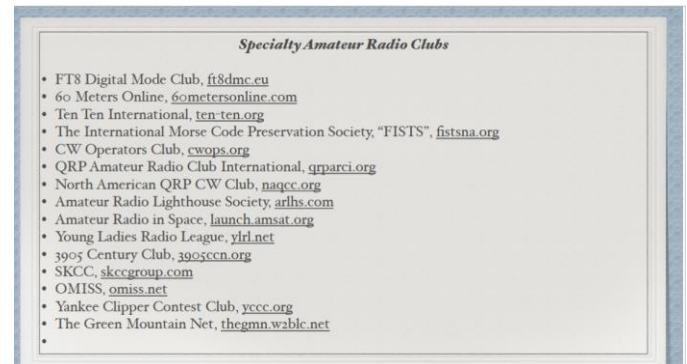 Specialty Amateur Radio Clubs
• FT8 Digital Mode Club, ft8dmc.eu
• 60 Meters Online, 60metersonline.com
• Ten Ten International, ten-ten.org
• The International Morse Code Preservation Society, “FISTS”, fistsna.org
• CW Operators Club, cwops.org
• QRP Amateur Radio Club International, qrparci.org
• North American QRP CW Club, naqcc.org
• Amateur Radio Lighthouse Society, arlhs.com
• Amateur Radio in Space, launch.amsat.org
• Young Ladies Radio League, ylrl.net
• 3905 Century Club, 3905ccn.org
• SKCC, skccgroup.com
• OMISS, omiss.net
• Yankee Clipper Contest Club, yccc.org
• The Green Mountain Net, thegmn.w2blc.net
•